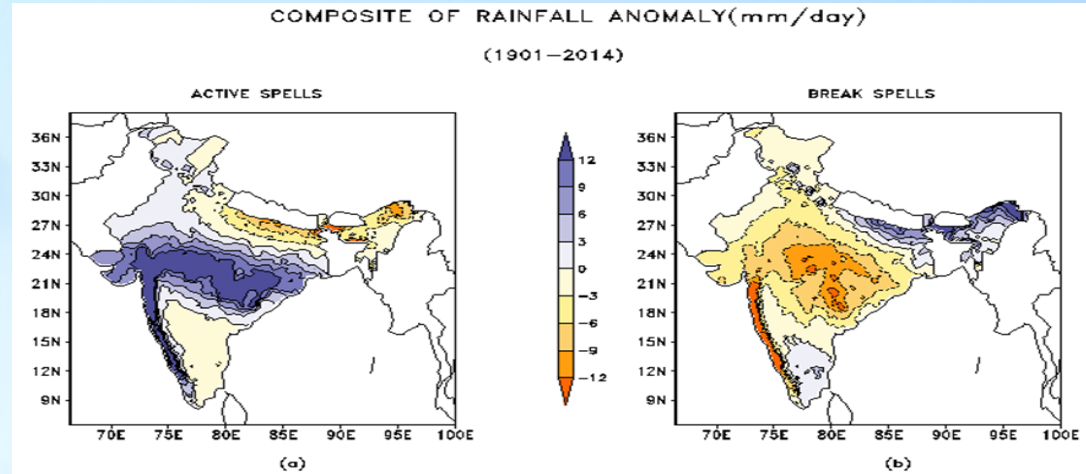 COMPOSITE OF RAINFALL ANOMALY(mm/day)
(1901-2014)
ACTIVE SPELLS
BREAK SPELLS
36N
33N
30N
27N
24N
21N
18N
15N
12N
9N
70E 75E 80E 85E 90E 95E 100E
(a)
12
9
6
3
0
-3
-6
-9
-12
36N
33N
30N
27N
24N
21N
18N
15N
12N
9N
70E 75E 80E 85E 90E 95E 100E
(b)